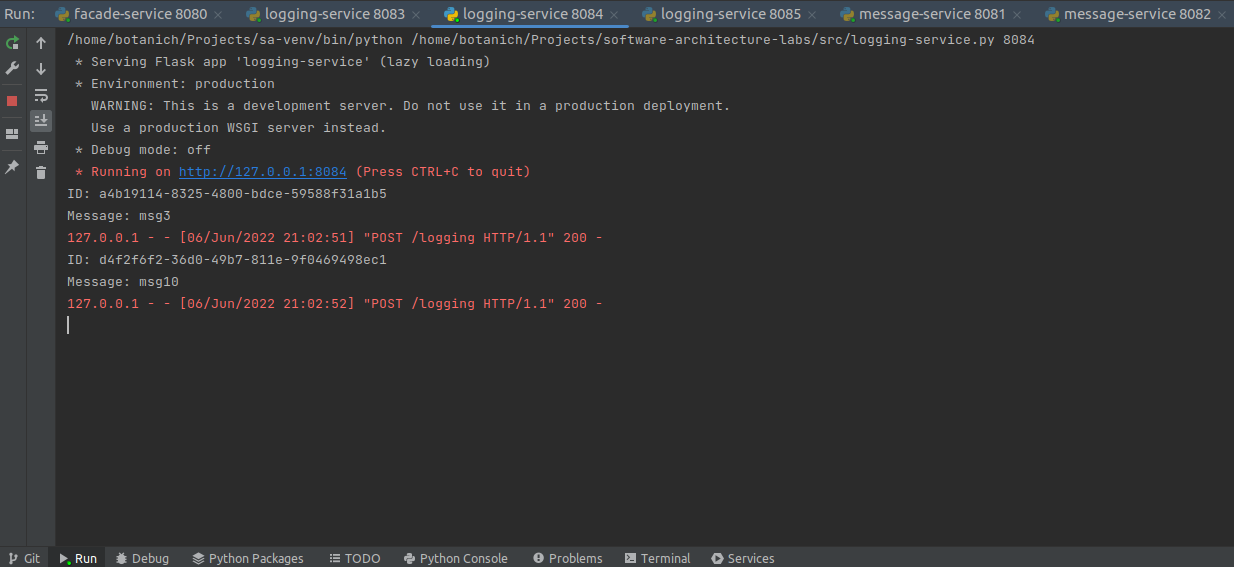 Run: facade-service 8080 logging-service 8083 logging-service 8084 logging-service 8085 message-service 8081 message-service 8082
/home/botanich/Projects/sa-venv/bin/python /home/botanich/Projects/software-architecture-labs/src/logging-service.py 8084
* Serving Flask app 'logging-service' (lazy loading)
* Environment: production
WARNING: This is a development server. Do not use it in a production deployment.
Use a production WSGI server instead.
* Debug mode: off
* Running on http://127.0.0.1:8084 (Press CTRL+C to quit)
ID: a4b19114-8325-4800-bdce-59588f31a1b5
Message: msg3
127.0.0.1 - - [06/Jun/2022 21:02:51] "POST /logging HTTP/1.1" 200 -
ID: d4f2f6f2-36d0-49b7-811e-9f0469498ec1
Message: msg10
127.0.0.1 - - [06/Jun/2022 21:02:52] "POST /logging HTTP/1.1" 200 -
Git Run Debug Python Packages TODO Python Console Problems Terminal Services